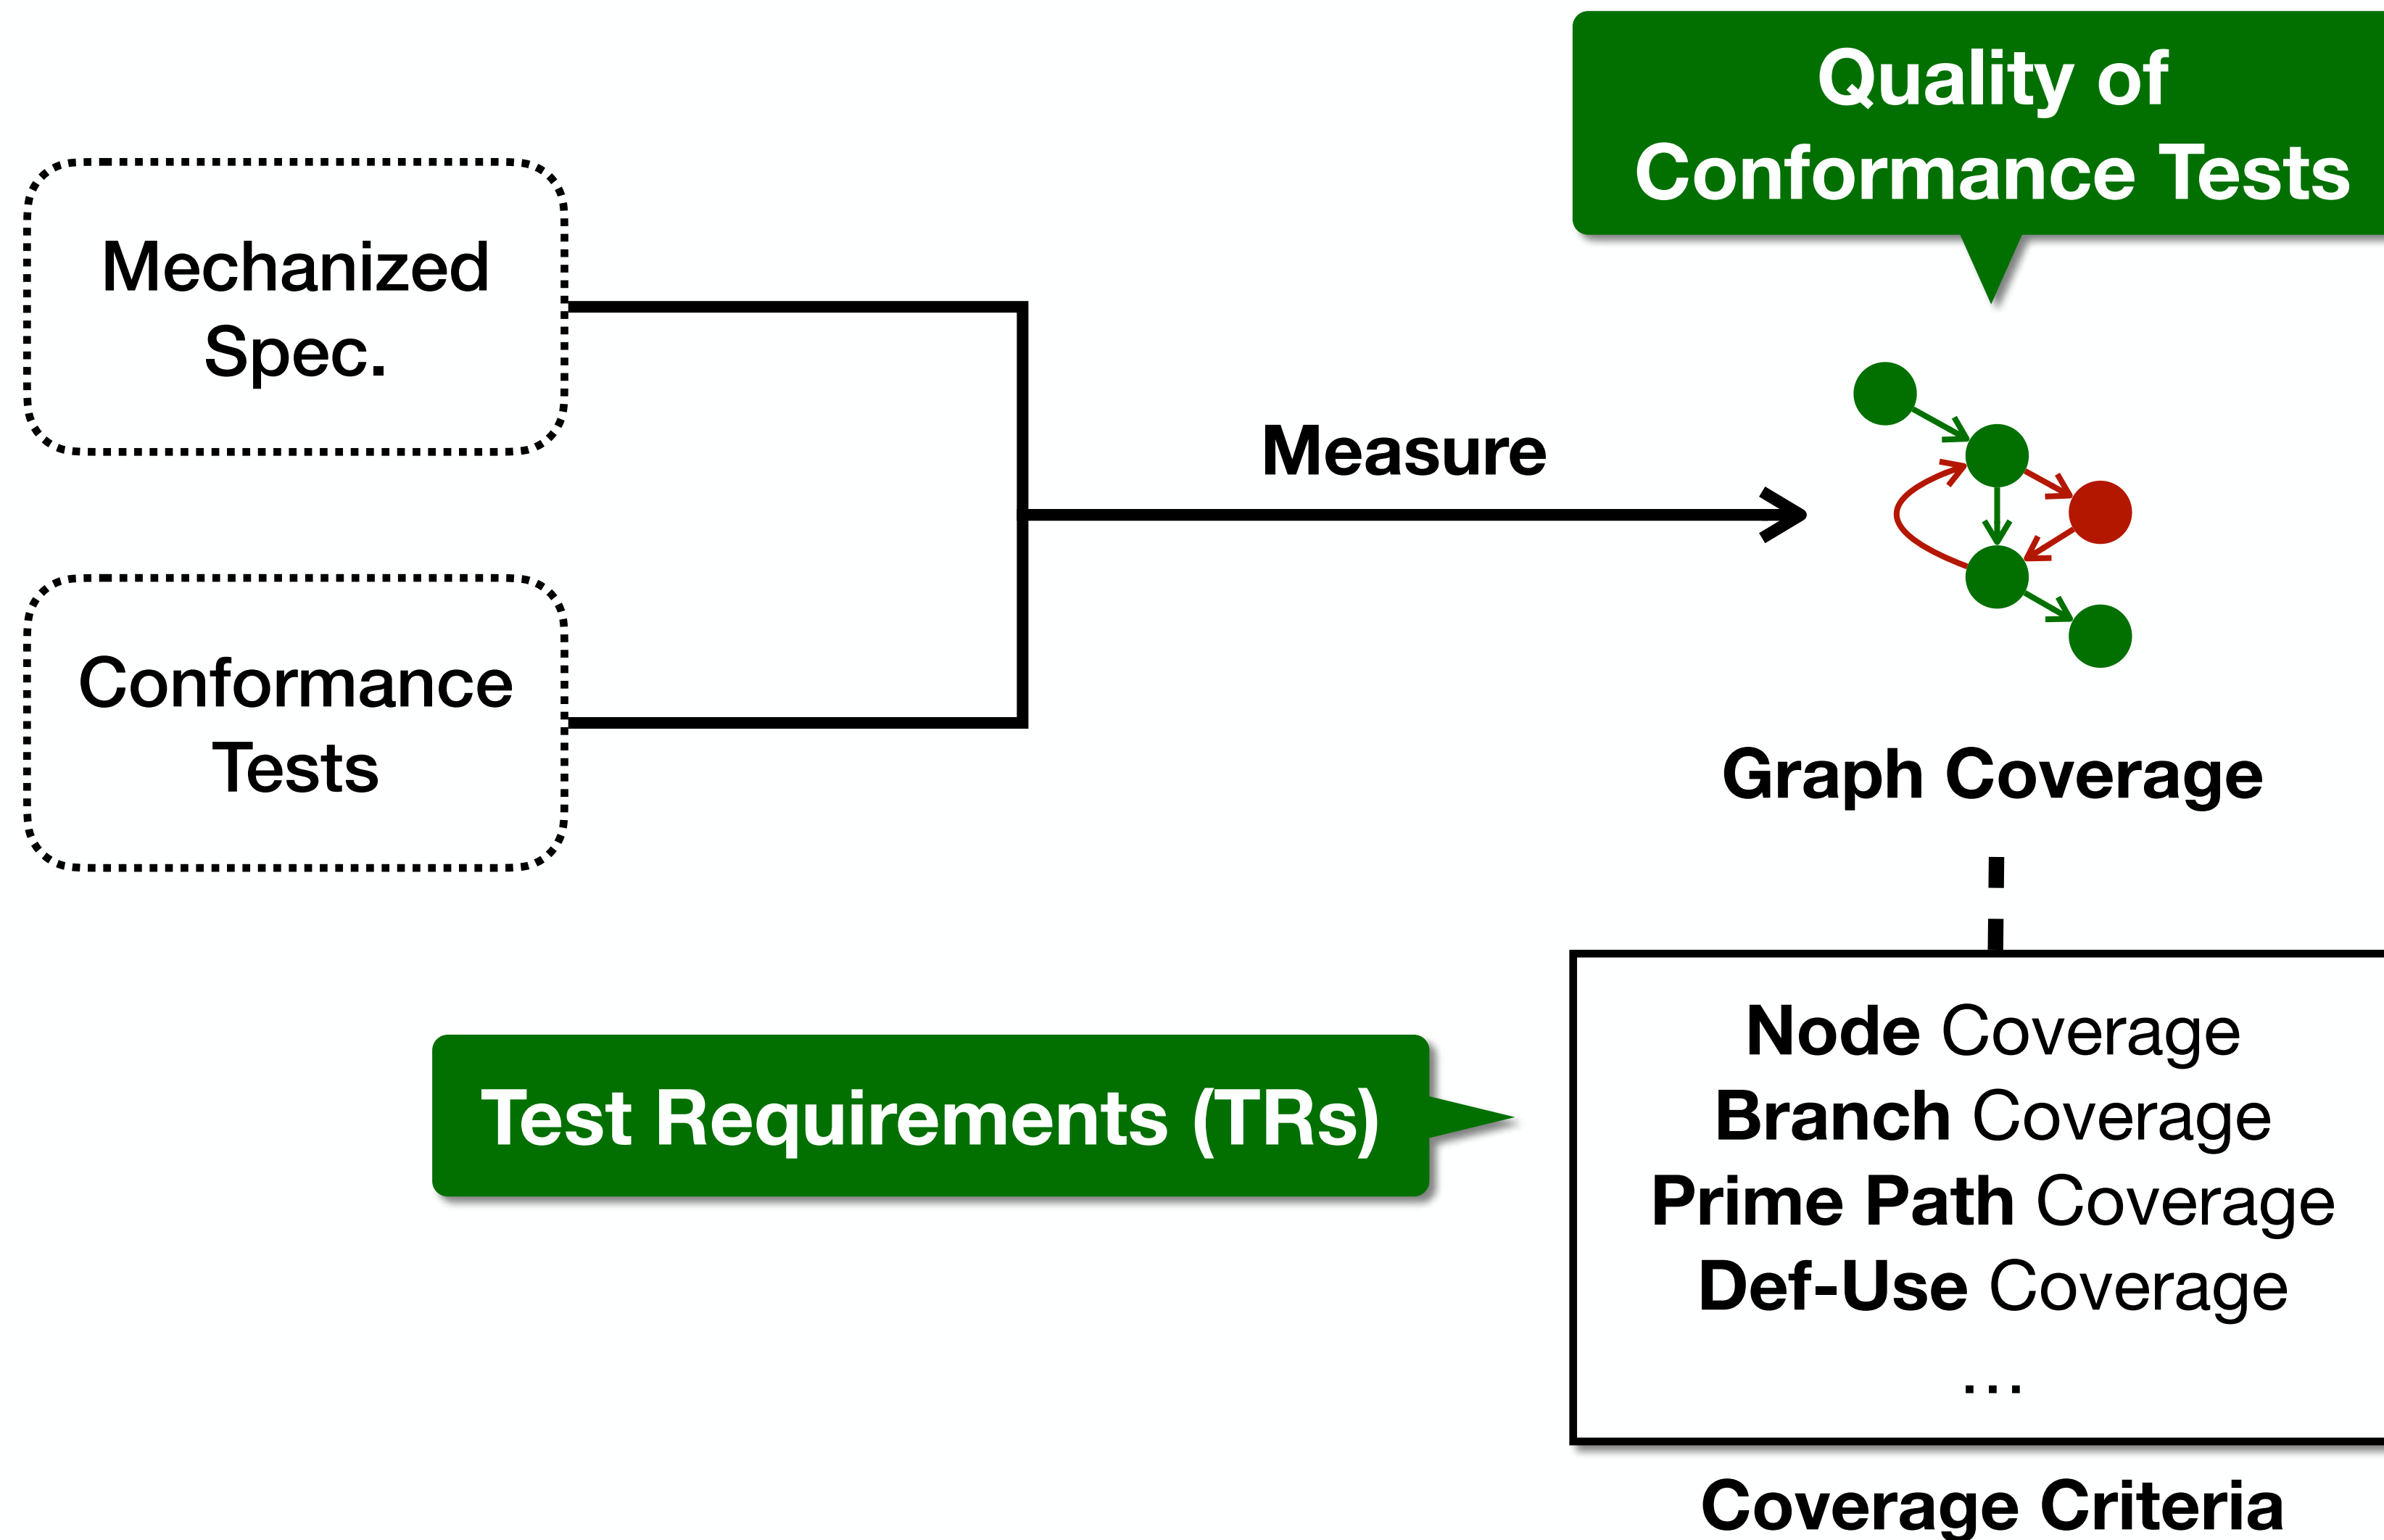 Quality of
Conformance Tests
Mechanized
Spec.
Measure
Conformance
Tests
Graph Coverage
Test Requirements (TRs)
Node Coverage
Branch Coverage
Prime Path Coverage
Def-Use Coverage
...
Coverage Criteria